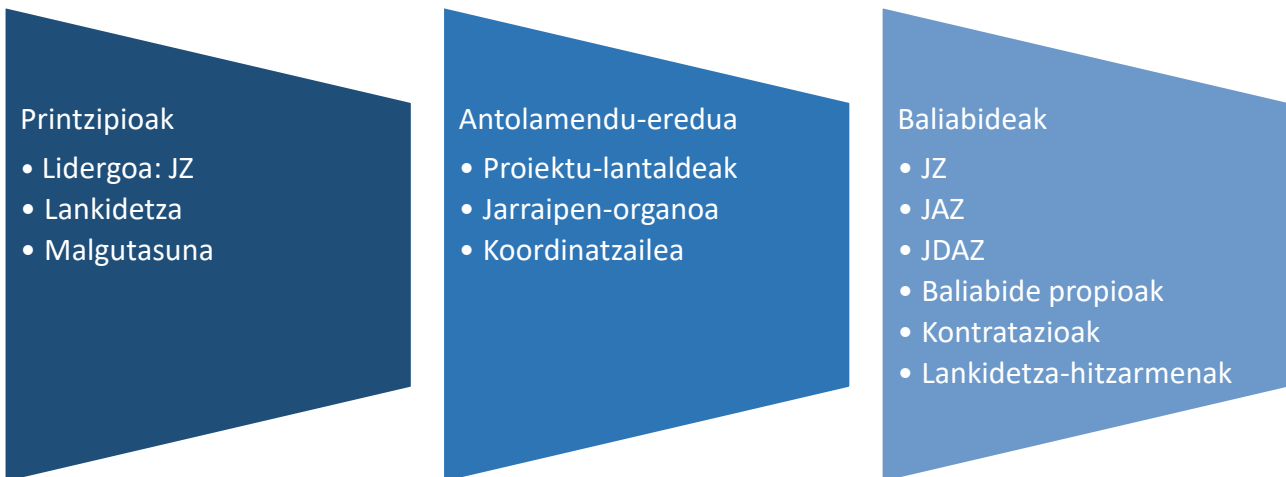 Printzipioak
• Lidergoa: JZ
• Lankidetza
• Malgutasuna
Antolamendu-eredua
• Proiektu-lantaldeak
• Jarraipen-organoa
• Koordinatzailea
Baliabideak
• JZ
• JAZ
• JDAZ
• Baliabide propioak
• Kontratazioak
• Lankidetza-hitzarmenak